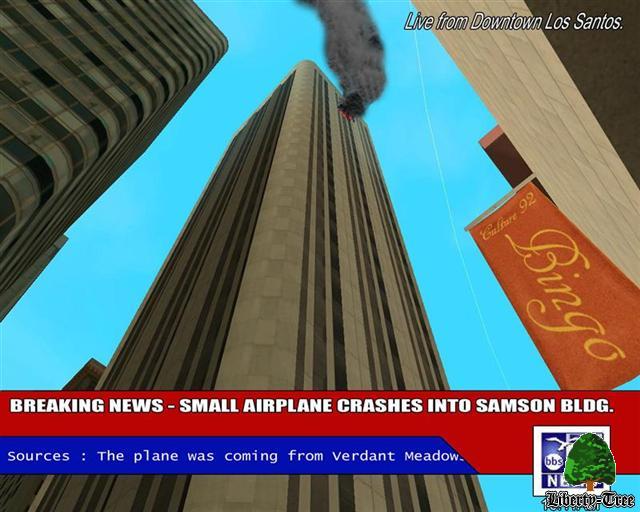 Live from Downtown Los Santos.
Culture 92
Bingo
BREAKING NEWS - SMALL AIRPLANE CRASHES INTO SAMSON BLDG.
Sources : The plane was coming from Verdant Meadows
bbs
Liberty-Tree